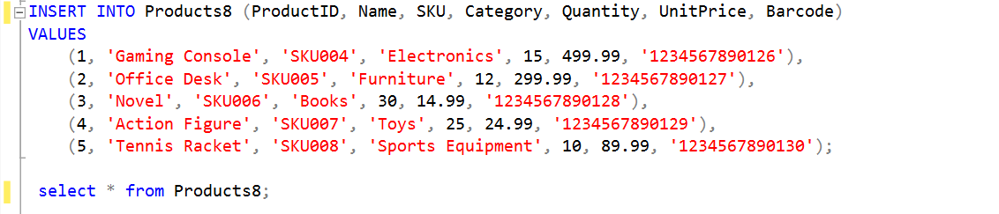 INSERT INTO Products8 (ProductID, Name, SKU, Category, Quantity, UnitPrice, Barcode)
VALUES
(1, 'Gaming Console', 'SKU004', 'Electronics', 15, 499.99, '1234567890126'),
(2, 'Office Desk', 'SKU005', 'Furniture', 12, 299.99, '1234567890127'),
(3, 'Novel', 'SKU006', 'Books', 30, 14.99, '1234567890128'),
(4, 'Action Figure', 'SKU007', 'Toys', 25, 24.99, '1234567890129'),
(5, 'Tennis Racket', 'SKU008', 'Sports Equipment', 10, 89.99, '1234567890130');
select * from Products8;